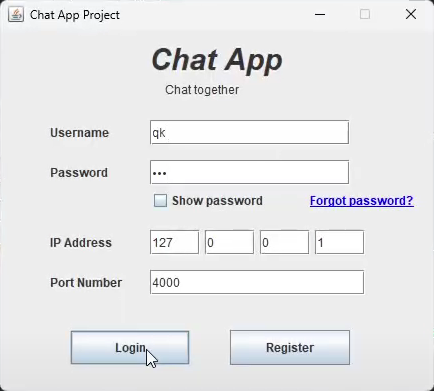 Chat App Project
Chat App
Chat together
Username qk
Password •••
Show password Forgot password?
IP Address 127 0 0 1
Port Number 4000
Login Register